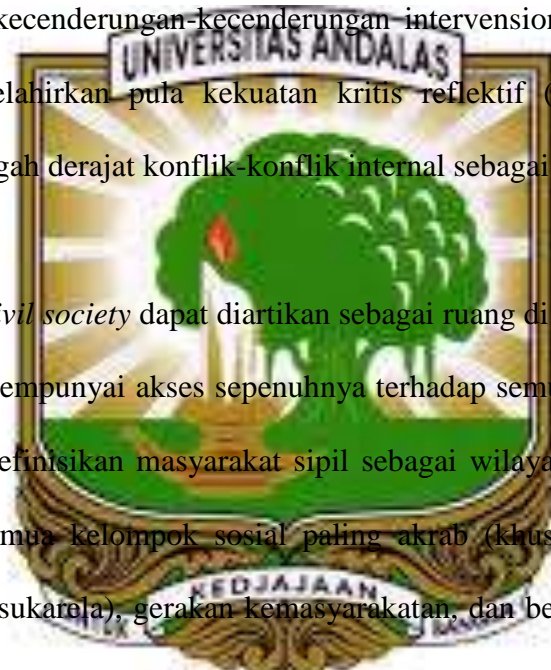 kecenderungan-kecenderungan intervension
UNIVERSITAS ANDALAS
elahirkan pula kekuatan kritis reflektif (
gah derajat konflik-konflik internal sebagai
ivil society dapat diartikan sebagai ruang di
empunyai akses sepenuhnya terhadap semu
efinisikan masyarakat sipil sebagai wilaya
mua kelompok sosial paling akrab (khus
KEDJAJAAN
sukarela), gerakan kemasyarakatan, dan be